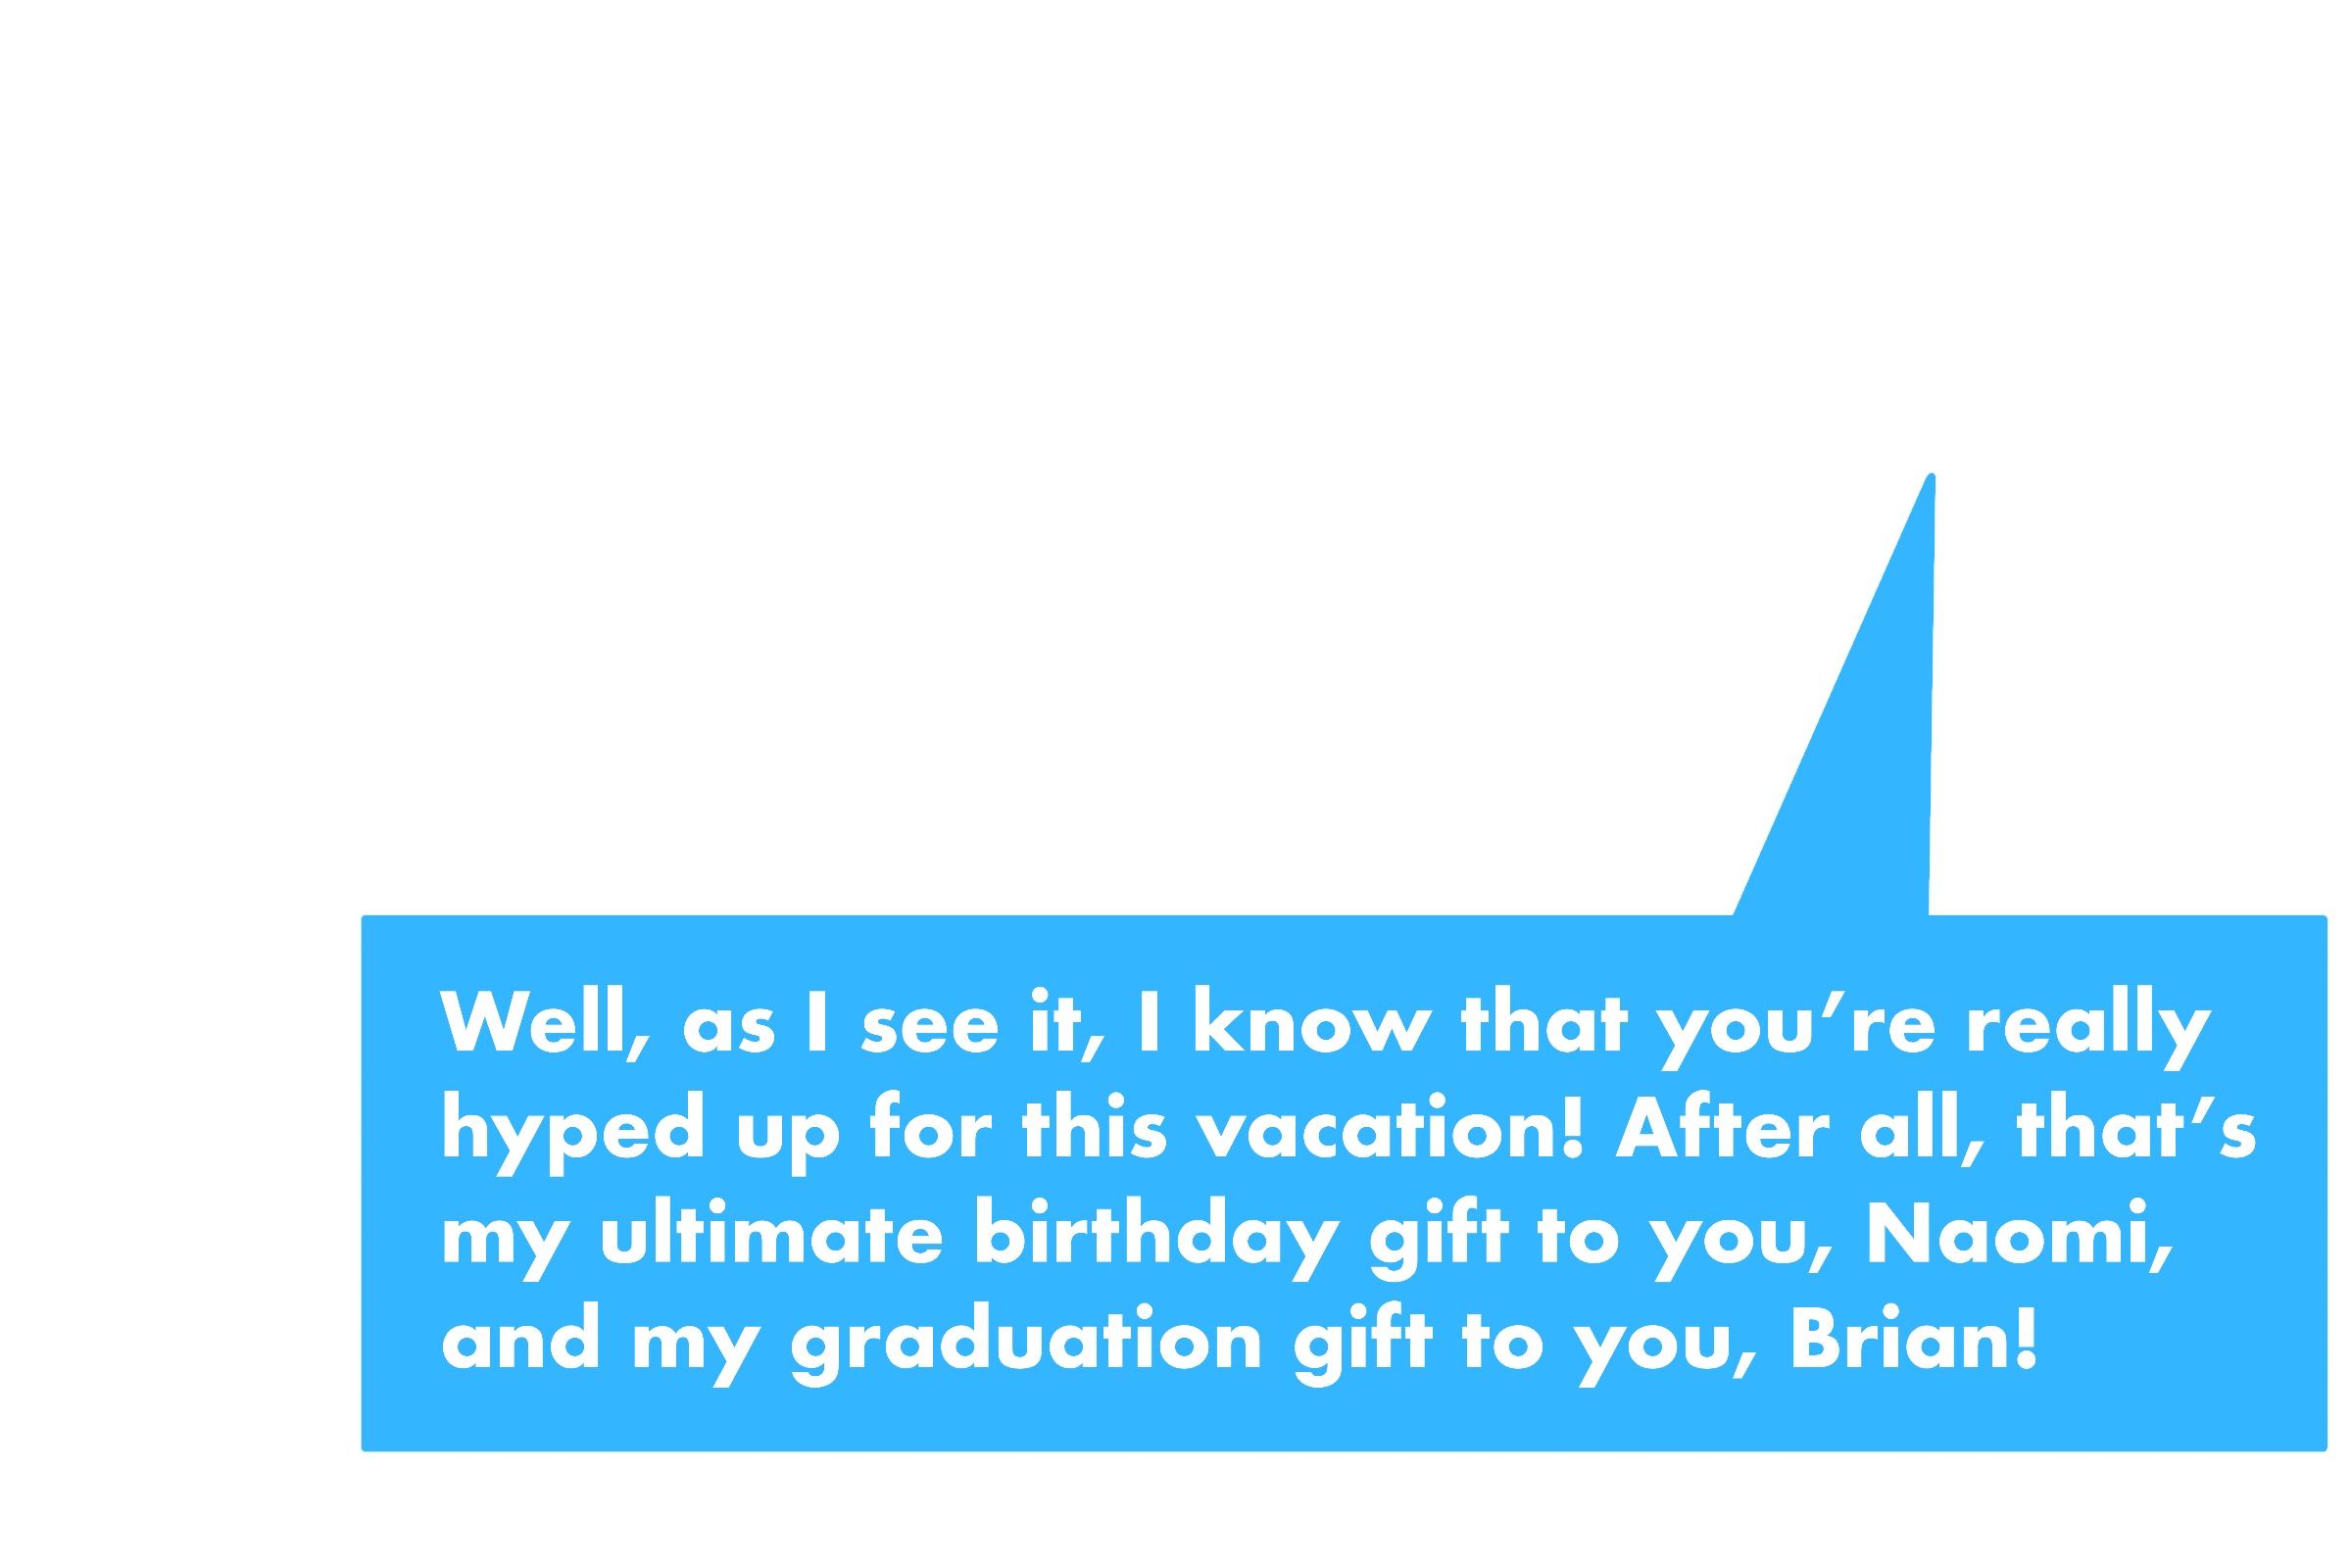 Well, as I see it, I know that you’re really
hyped up for this vacation! After all, that’s
my ultimate birthday gift to you, Naomi,
and my graduation gift to you, Brian!